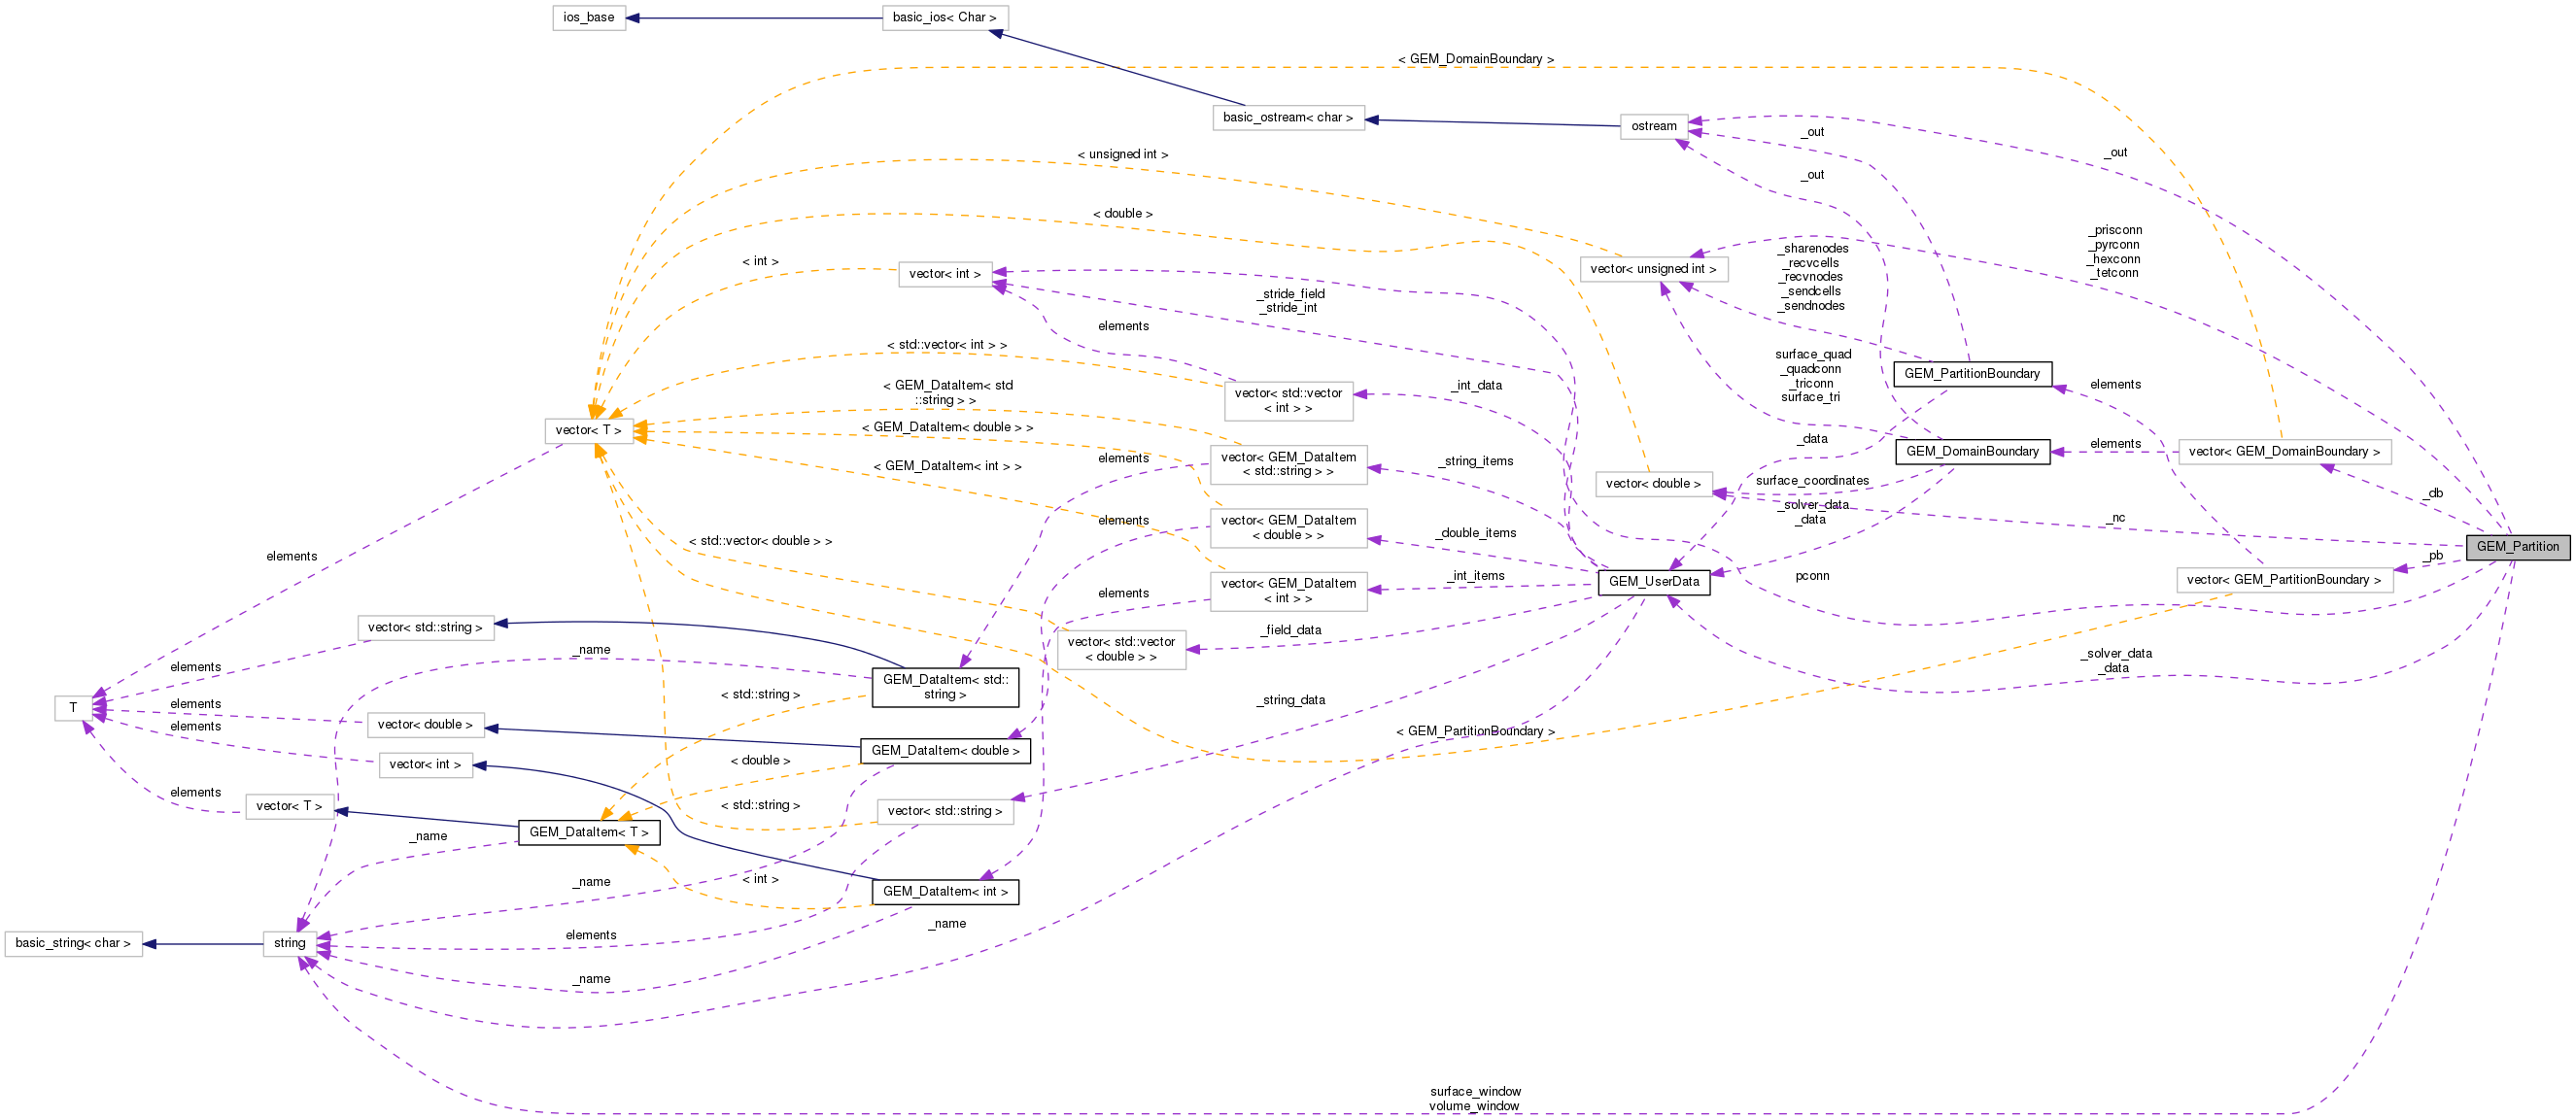 ios_base
basic_ios< Char >
< GEM_DomainBoundary >
basic_ostream< char >
ostream
_out
_out
_out
< unsigned int >
< double >
< int >
vector< int >
vector< unsigned int >
_prisconn
_pyrconn
_hexconn
_tetconn
_sharenodes
_recvcells
_recvnodes
_sendcells
_sendnodes
_stride_field
_stride_int
elements
< std::vector< int > >
surface_quad
_quadconn
_triconn
surface_tri
GEM_PartitionBoundary
elements
< GEM_DataItem< std
::string > >
vector< std::vector
< int > >
_int_data
vector< T >
< GEM_DataItem< double > >
< GEM_DataItem< int > >
elements
vector< GEM_DataItem
< std::string > >
_string_items
_data
GEM_DomainBoundary
elements
vector< GEM_DomainBoundary >
vector< double >
surface_coordinates
_solver_data
_data
_db
_nc
GEM_Partition
elements
vector< GEM_DataItem
< double > >
_double_items
< std::vector< double > >
elements
_pb
vector< GEM_PartitionBoundary >
pconn
GEM_UserData
vector< GEM_DataItem
< int > >
_int_items
elements
vector< std::string >
_field_data
vector< std::vector
< double > >
_name
elements
_solver_data
_data
GEM_DataItem< std::
string >
< std::string >
_string_data
T
elements
vector< double >
elements
< GEM_PartitionBoundary >
GEM_DataItem< double >
< double >
vector< int >
elements
vector< T >
< std::string >
vector< std::string >
GEM_DataItem< T >
_name
_name
< int >
GEM_DataItem< int >
_name
elements
basic_string< char >
string
_name
surface_window
volume_window